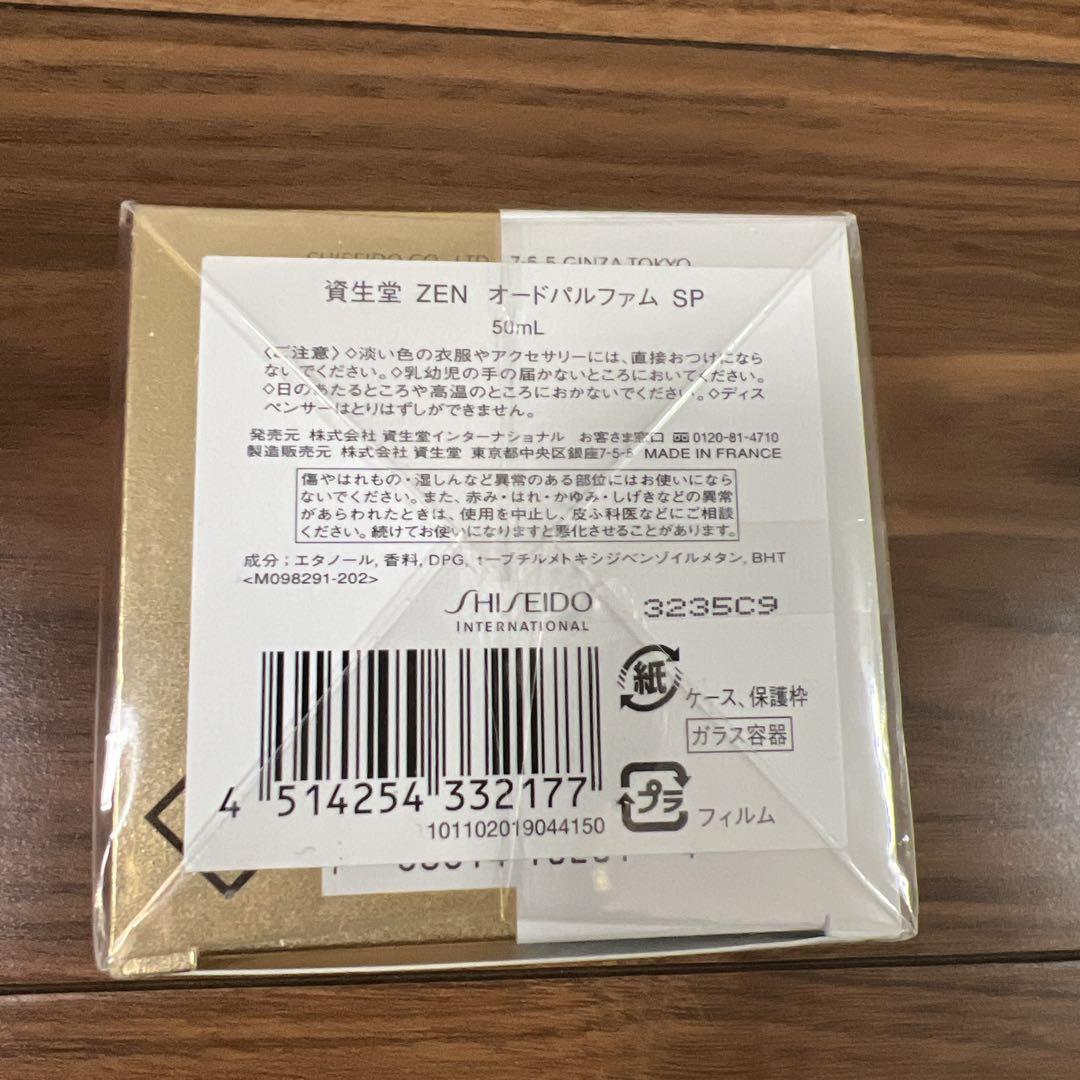 SHISEIDO CO., LTD. 7-5-5 GINZA TOKYO
資生堂 ZEN オードパルファム SP
50mL
〈ご注意〉◇淡い色の衣服やアクセサリーには、直接おつけになら
ないでください。◇乳幼児の手の届かないところにおいてください。
◇日のあたるところや高温のところにおかないでください。◇ディス
ペンサーはとりはずしができません。
発売元 株式会社 資生堂インターナショナル お客さま窓口 0120-81-4710
製造販売元 株式会社 資生堂 東京都中央区銀座7-5-5 MADE IN FRANCE
傷やはれもの・湿しんなど異常のある部位にはお使いになら
ないでください。また、赤み・はれ・かゆみ・しげきなどの異常
があらわれたときは、使用を中止し、皮ふ科医などにご相談
ください。続けてお使いになりますと悪化させることがあります。
成分；エタノール, 香料, DPG, t−ブチルメトキシジベンゾイルメタン, BHT
<M098291-202>
SHISEIDO
INTERNATIONAL
3235C9
紙
ケース、保護枠
ガラス容器
プラ
フィルム
4 514254 332177
101102019044150